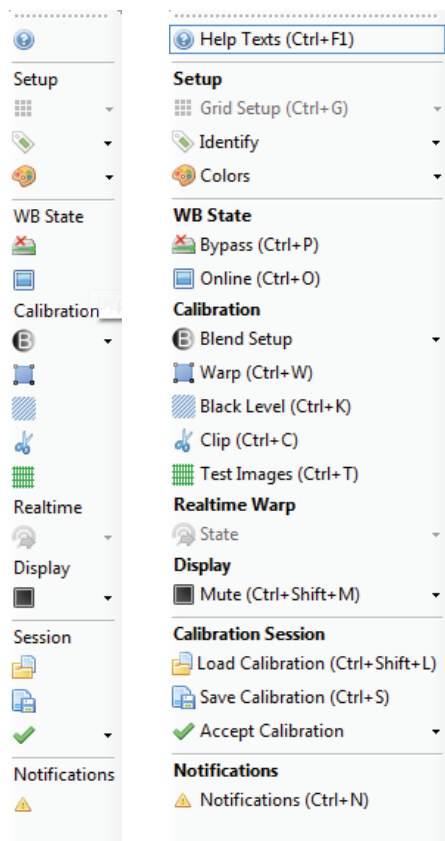 Setup
WB State
Calibration
B
Realtime
Display
Session
Notifications
Help Texts (Ctrl+F1)
Setup
Grid Setup (Ctrl+G)
Identify
Colors
WB State
Bypass (Ctrl+P)
Online (Ctrl+O)
Calibration
B Blend Setup
Warp (Ctrl+W)
Black Level (Ctrl+K)
Clip (Ctrl+C)
Test Images (Ctrl+T)
Realtime Warp
State
Display
Mute (Ctrl+Shift+M)
Calibration Session
Load Calibration (Ctrl+Shift+L)
Save Calibration (Ctrl+S)
Accept Calibration
Notifications
Notifications (Ctrl+N)